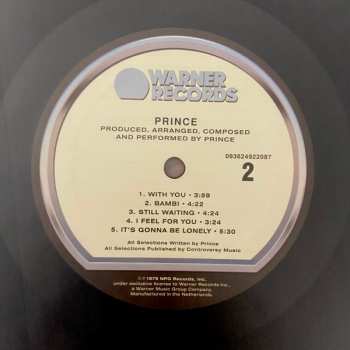 WARNER
RECORDS
PRINCE
PRODUCED, ARRANGED, COMPOSED
AND PERFORMED BY PRINCE
093624922087
2
1. WITH YOU • 3:59
2. BAMBI • 4:22
3. STILL WAITING • 4:24
4. I FEEL FOR YOU • 3:24
5. IT'S GONNA BE LONELY • 5:30
All Selections Written by Prince
All Selections Published by Controversy Music
℗ 1979 NPG Records, Inc.
under exclusive license to Warner Records Inc.
a Warner Music Group Company.
Manufactured in the Netherlands.